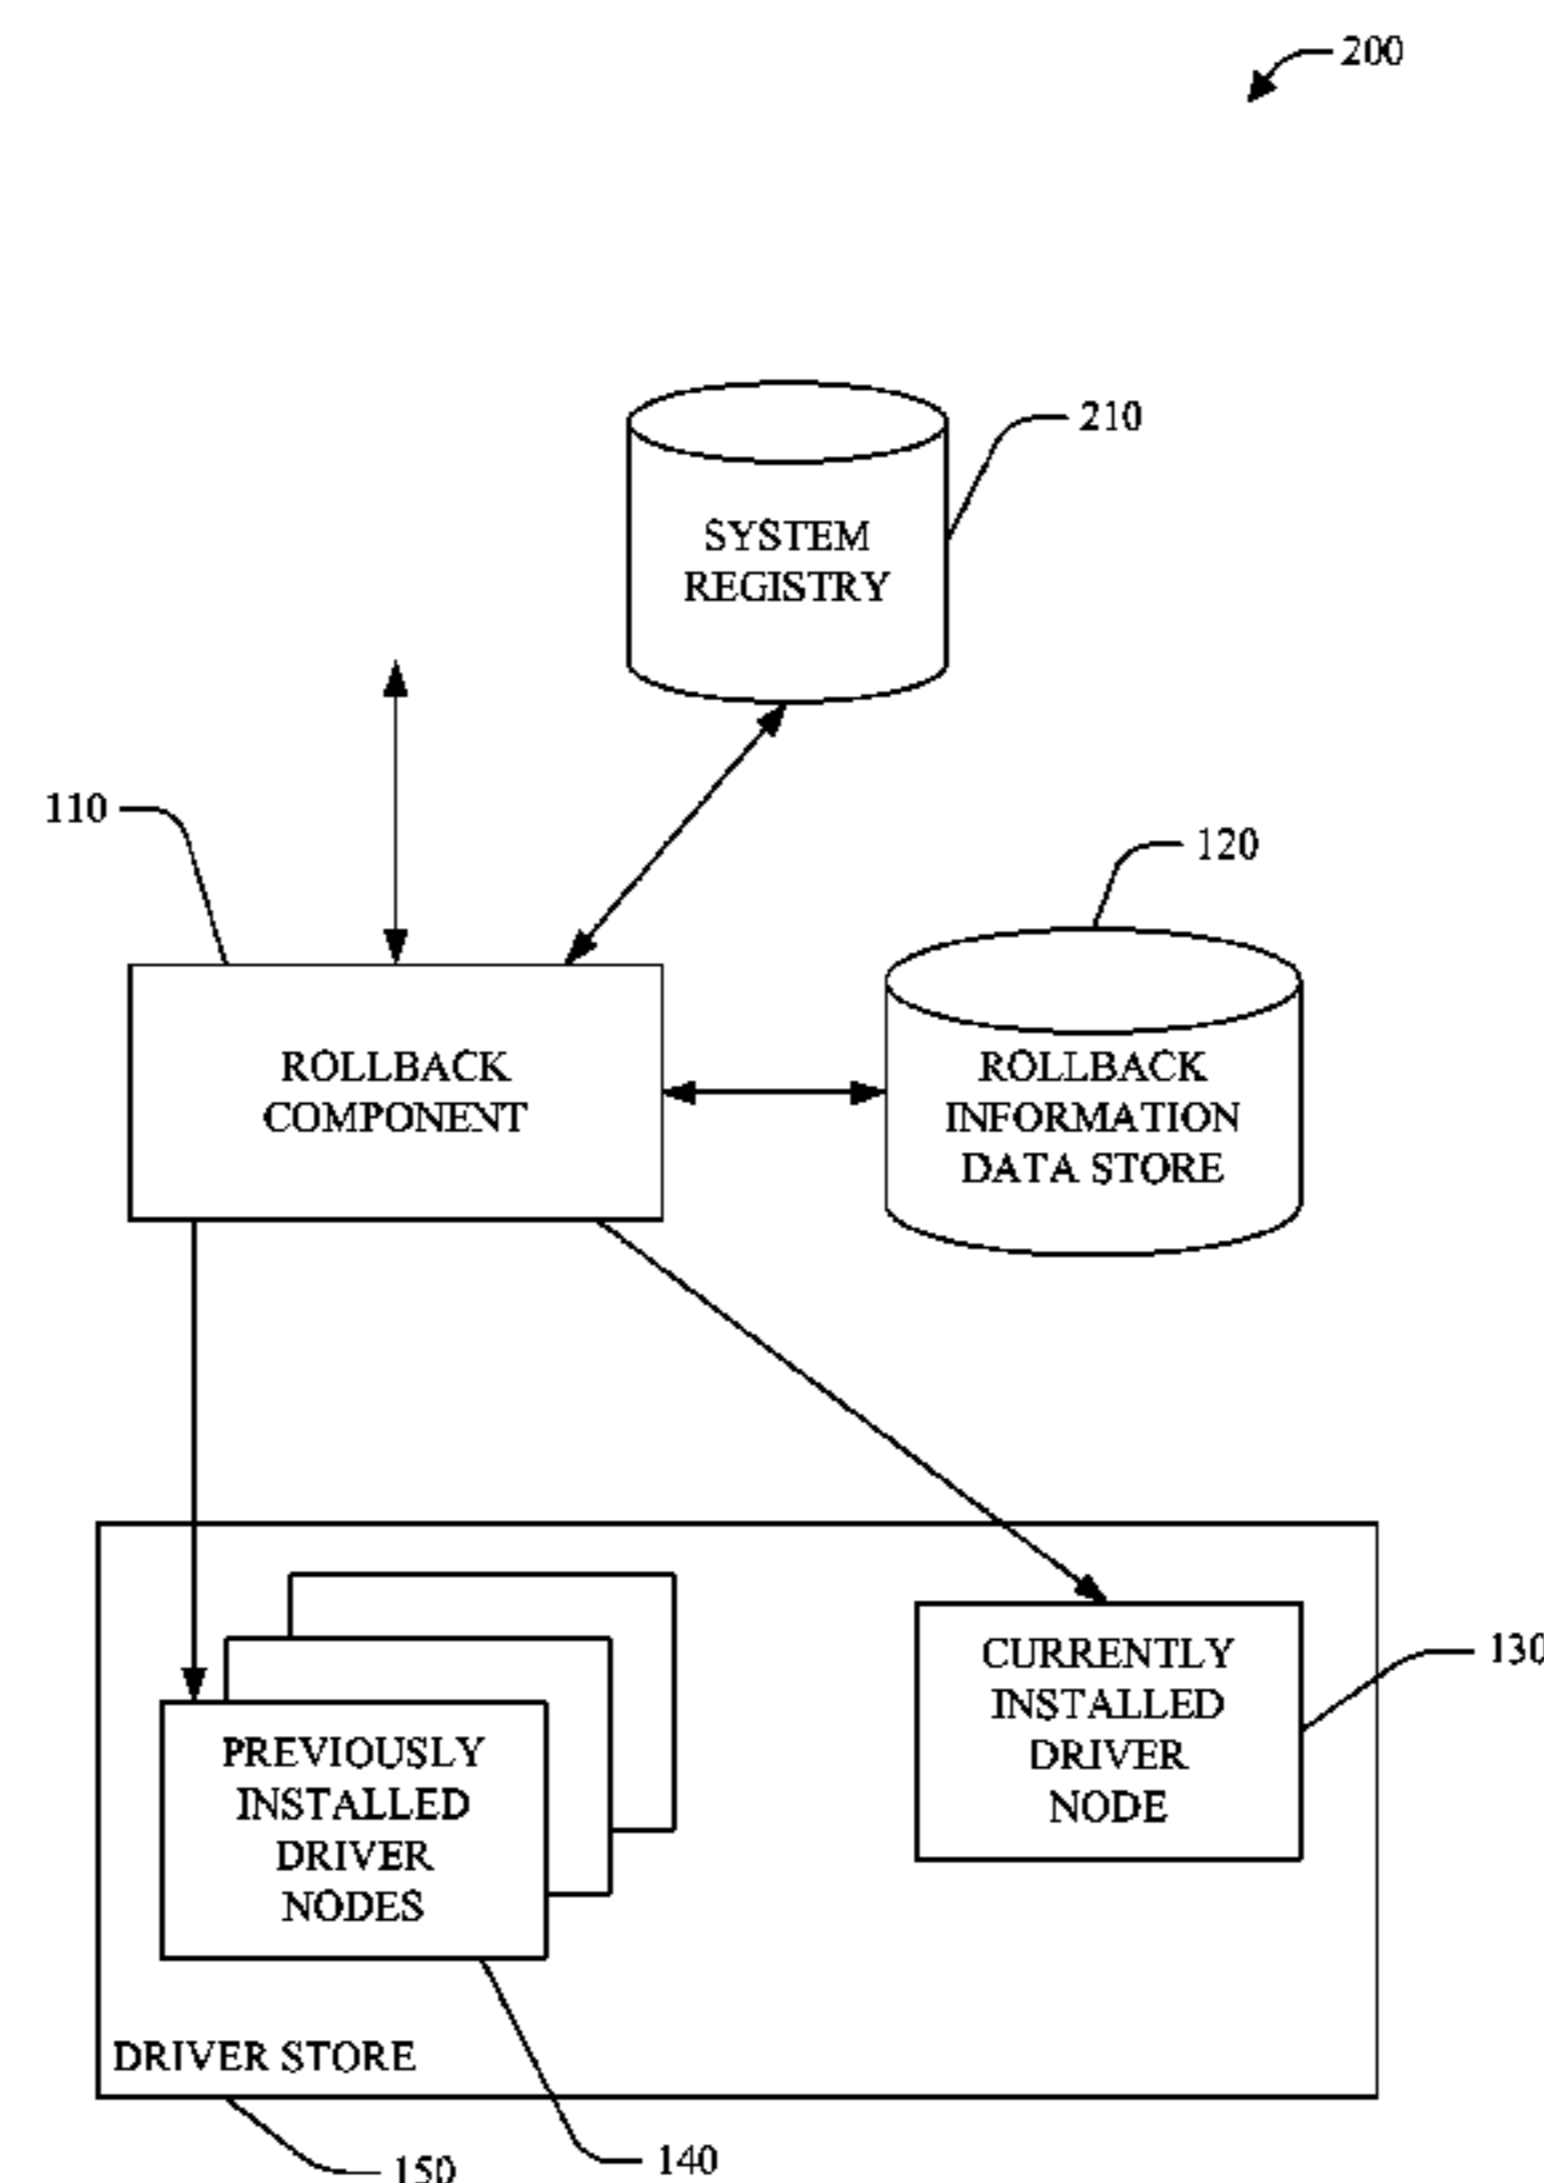 200
210
SYSTEM
REGISTRY
110
120
ROLLBACK
COMPONENT
ROLLBACK
INFORMATION
DATA STORE
CURRENTLY
INSTALLED
DRIVER
NODE
130
PREVIOUSLY
INSTALLED
DRIVER
NODES
DRIVER STORE
140
150